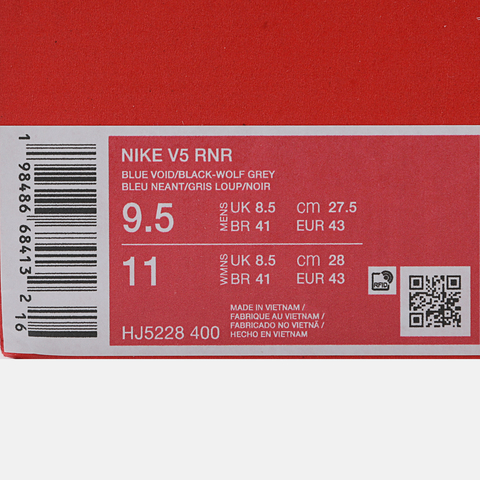 NIKE V5 RNR
BLUE VOID/BLACK-WOLF GREY
BLEU NEANT/GRIS LOUP/NOIR
9.5 MENS UK 8.5 cm 27.5
BR 41 EUR 43
11 WMNS UK 8.5 cm 28
BR 41 EUR 43
RFID
MADE IN VIETNAM /
FABRIQUE AU VIETNAM /
FABRICADO NO VIETNÃ /
HECHO EN VIETNAM
HJ5228 400
1 98486 68413 2 16